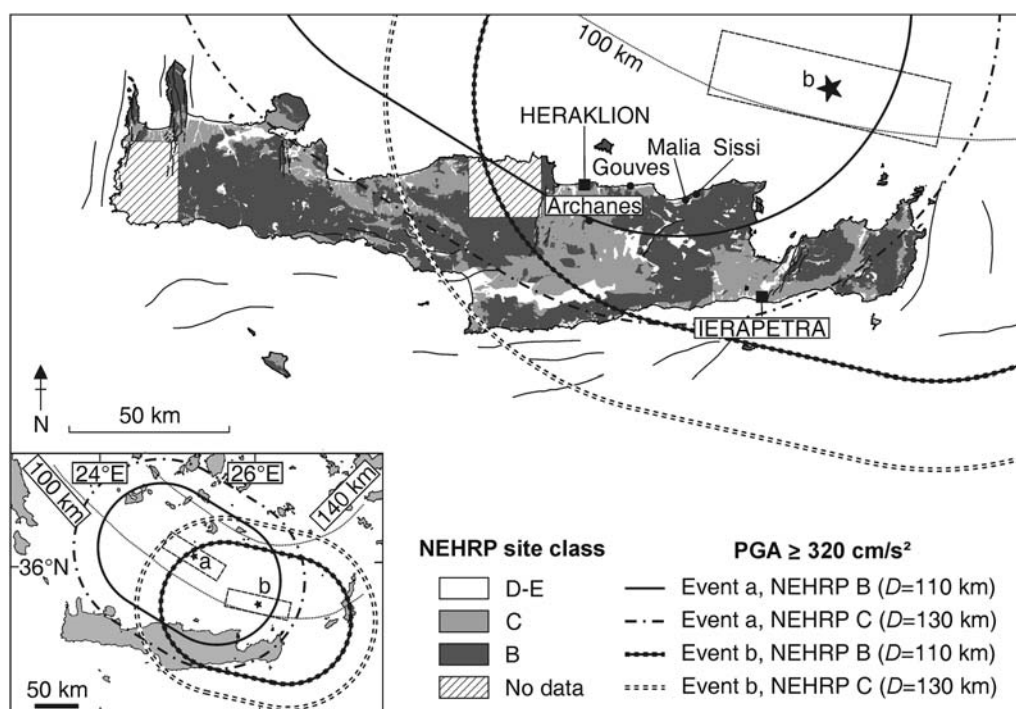 100 km
b
HERAKLION
Malia Sissi
Gouves
Archanes
IERAPETRA
N
50 km
24°E
26°E
100 km
140 km
a
36°N
b
50 km
NEHRP site class
D-E
C
B
No data
PGA ≥ 320 cm/s²
Event a, NEHRP B (D=110 km)
Event a, NEHRP C (D=130 km)
Event b, NEHRP B (D=110 km)
Event b, NEHRP C (D=130 km)